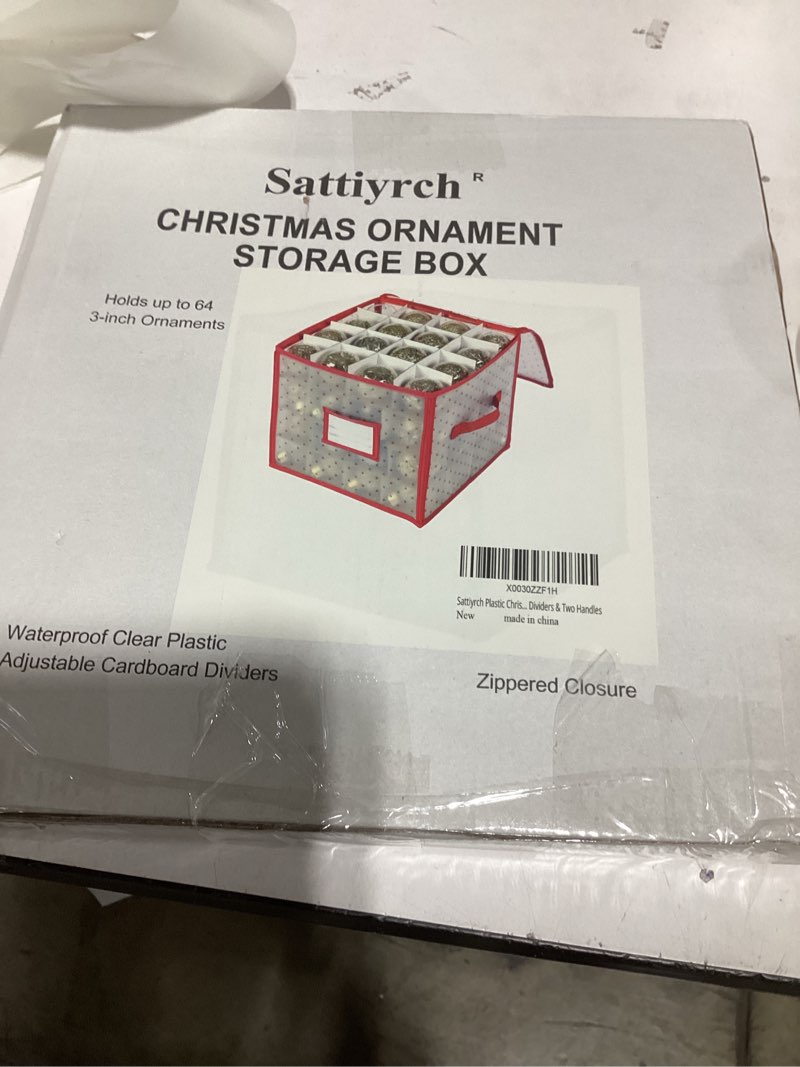 Sattiyrch R
CHRISTMAS ORNAMENT
STORAGE BOX
Holds up to 64
3-inch Ornaments
X0030ZZF1H
Sattiyrch Plastic Chris... Dividers & Two Handles
New made in china
Waterproof Clear Plastic
Adjustable Cardboard Dividers
Zippered Closure